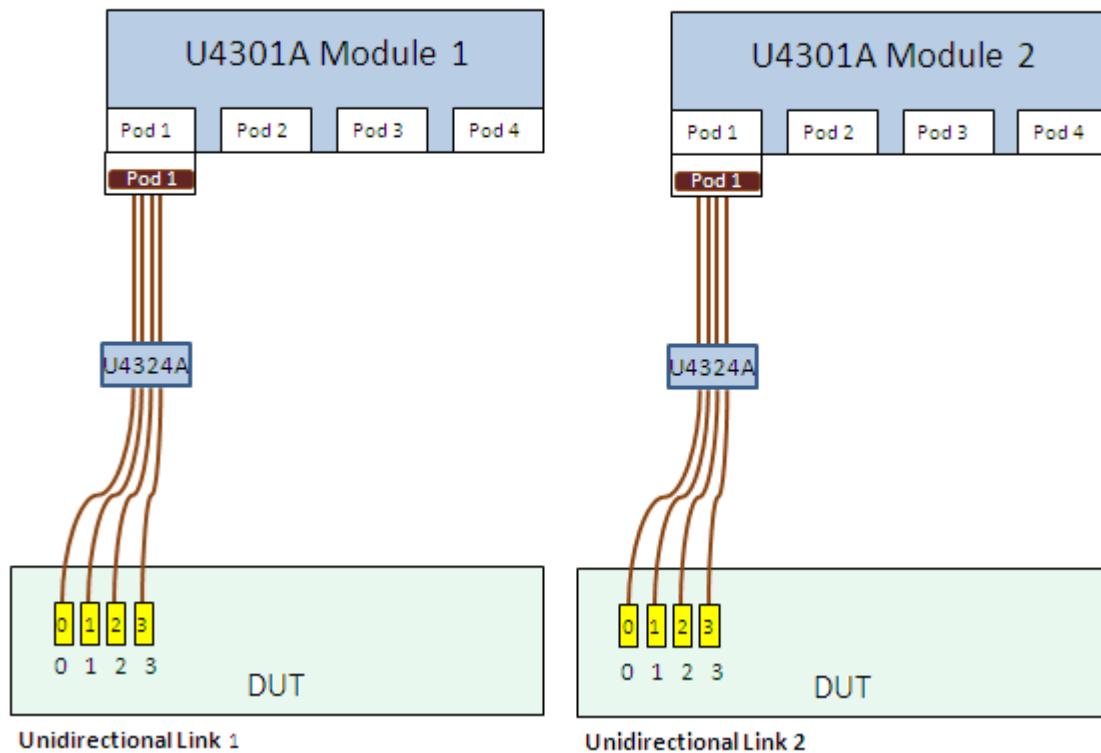 U4301A Module 1
Pod 1 Pod 2 Pod 3 Pod 4
Pod 1
U4324A
0 1 2 3
0 1 2 3
DUT
Unidirectional Link 1
U4301A Module 2
Pod 1 Pod 2 Pod 3 Pod 4
Pod 1
U4324A
0 1 2 3
0 1 2 3
DUT
Unidirectional Link 2